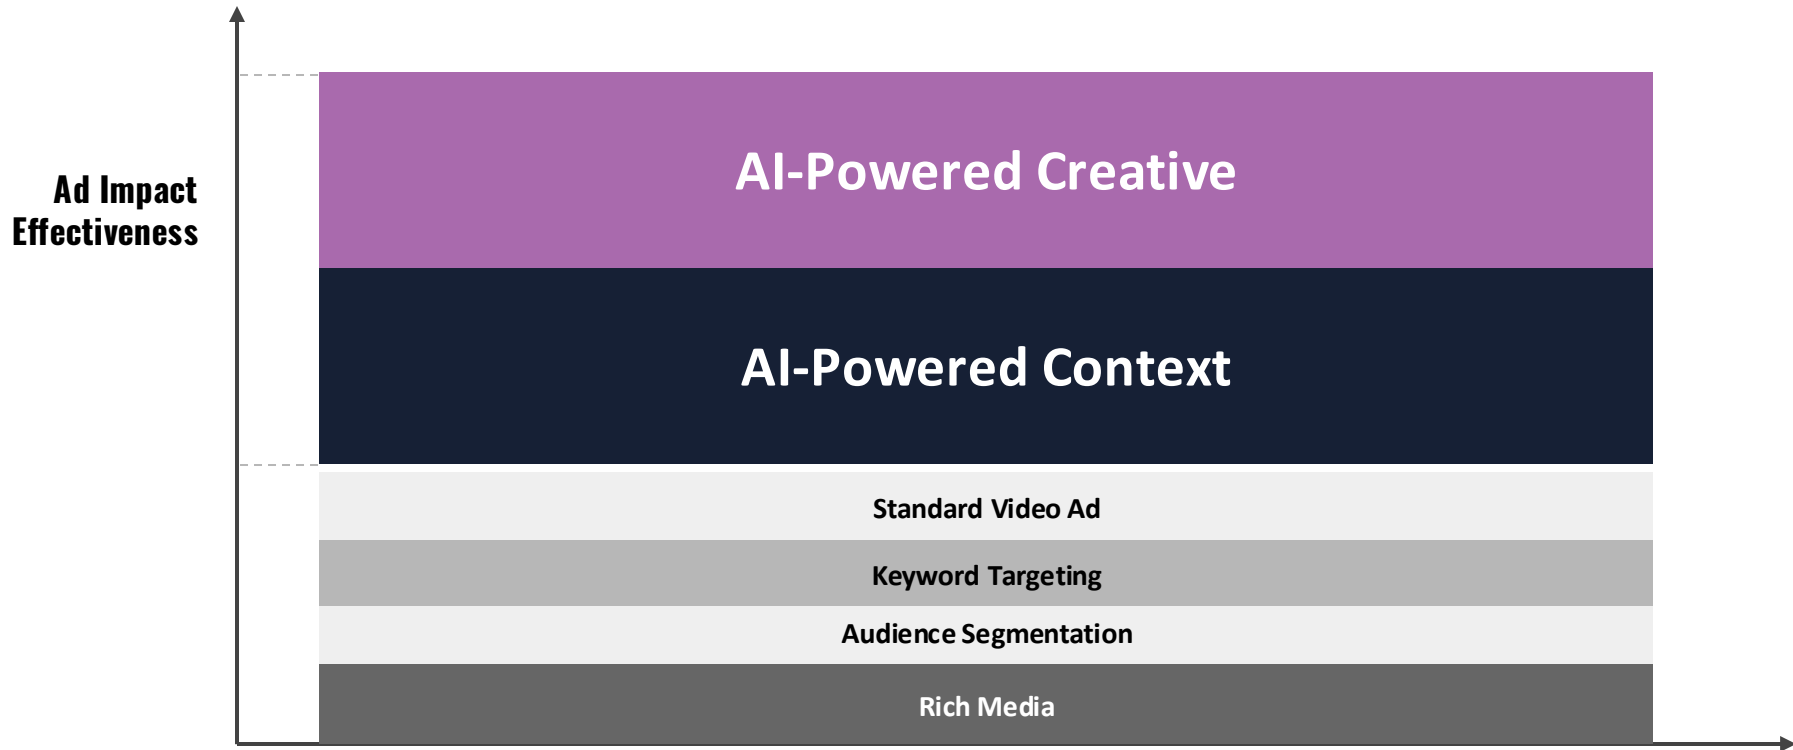 Ad Impact
Effectiveness
AI-Powered Creative
AI-Powered Context
Standard Video Ad
Keyword Targeting
Audience Segmentation
Rich Media